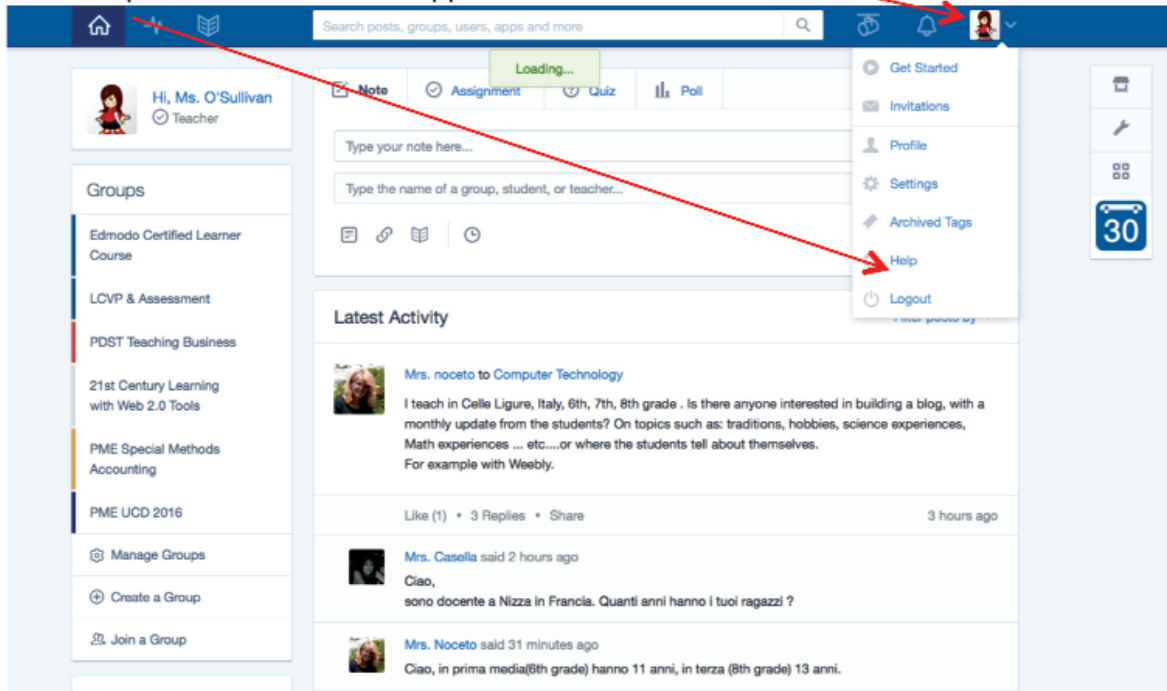 Search posts, groups, users, apps and more
Loading...
Hi, Ms. O'Sullivan
Teacher
Note
Assignment
Quiz
Poll
Type your note here...
Type the name of a group, student, or teacher...
Get Started
Invitations
Profile
Settings
Archived Tags
Help
Logout
30
Groups
Edmodo Certified Learner
Course
LCVP & Assessment
PDST Teaching Business
21st Century Learning
with Web 2.0 Tools
PME Special Methods
Accounting
PME UCD 2016
Manage Groups
Create a Group
Join a Group
Latest Activity
Filter posts by
Mrs. noceto to Computer Technology
I teach in Celle Ligure, Italy, 6th, 7th, 8th grade . Is there anyone interested in building a blog, with a
monthly update from the students? On topics such as: traditions, hobbies, science experiences,
Math experiences ... etc....or where the students tell about themselves.
For example with Weebly.
Like (1) • 3 Replies • Share
3 hours ago
Mrs. Casella said 2 hours ago
Ciao,
sono docente a Nizza in Francia. Quanti anni hanno i tuoi ragazzi ?
Mrs. Noceto said 31 minutes ago
Ciao, in prima media(6th grade) hanno 11 anni, in terza (8th grade) 13 anni.